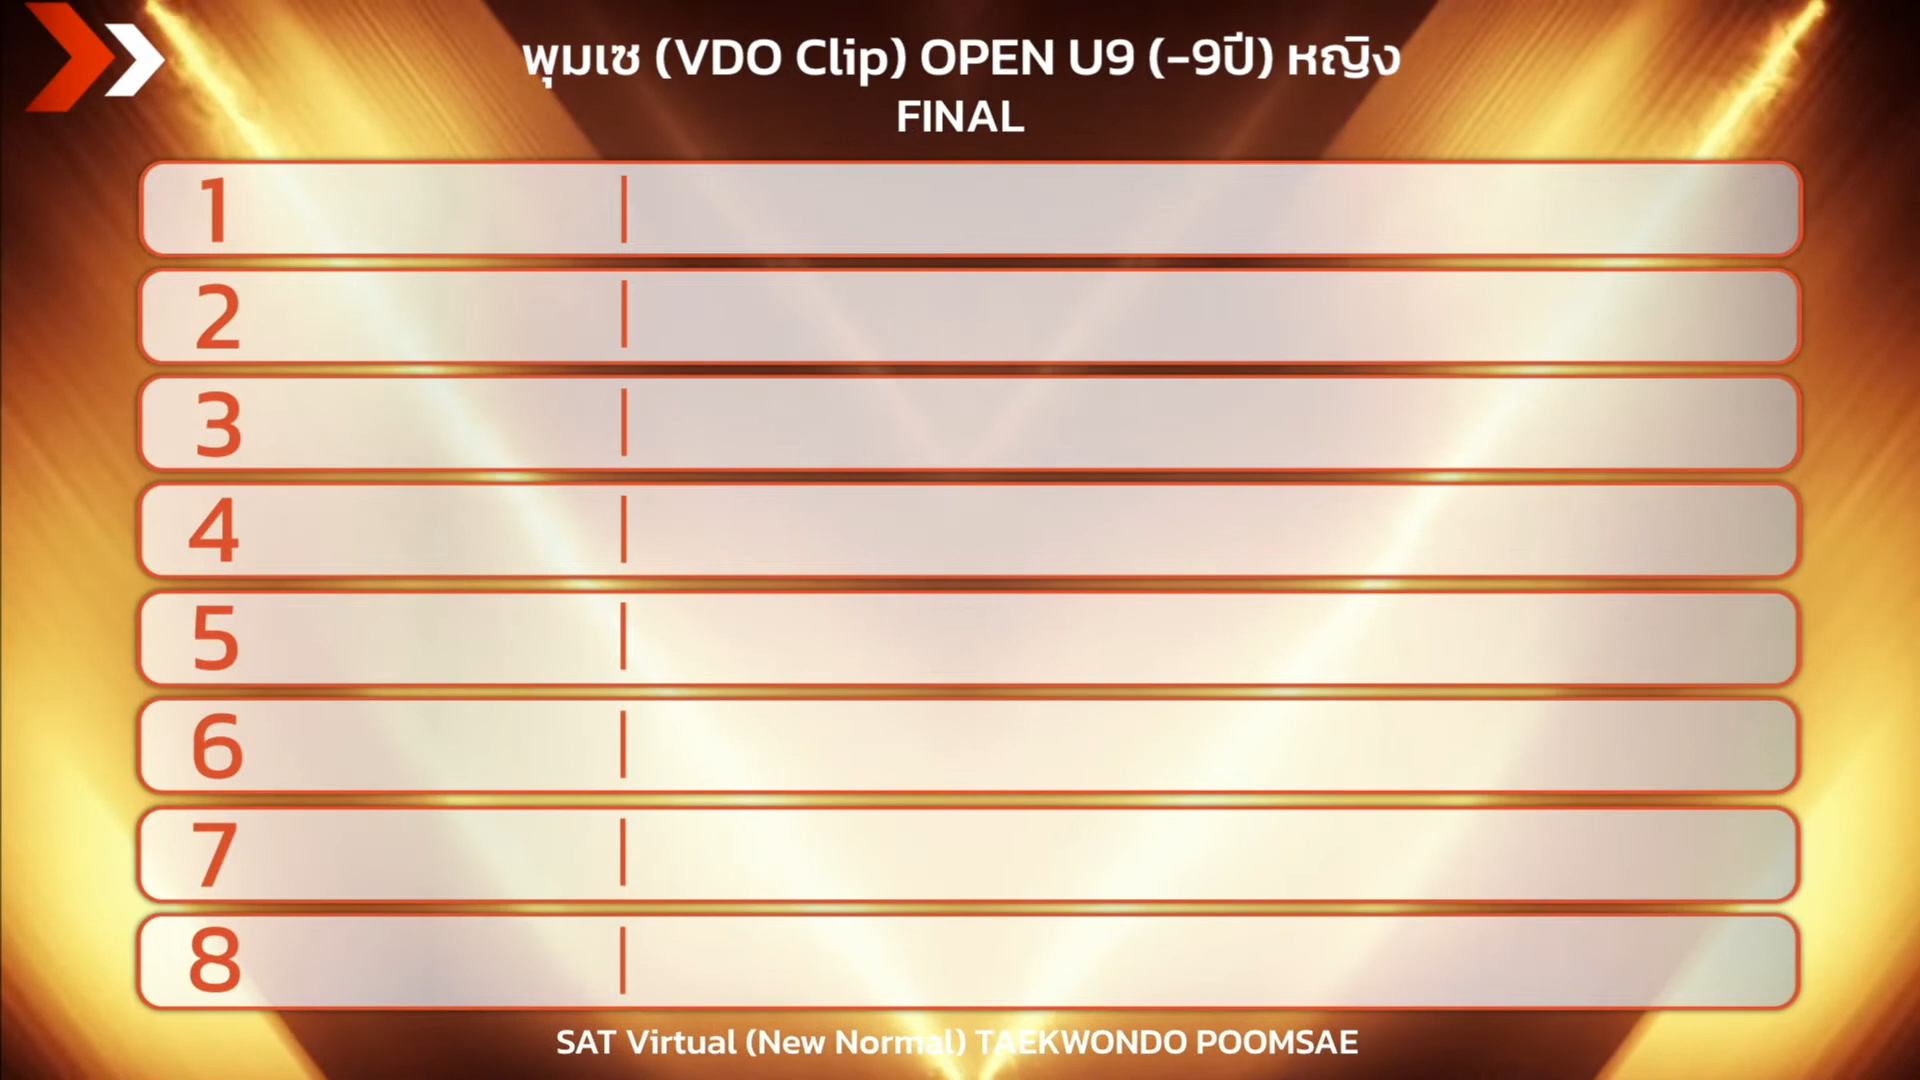 พุมเซ (VDO Clip) OPEN U9 (-9ปี) หญิง
FINAL
1
2
3
4
5
6
7
8
SAT Virtual (New Normal) TAEKWONDO POOMSAE